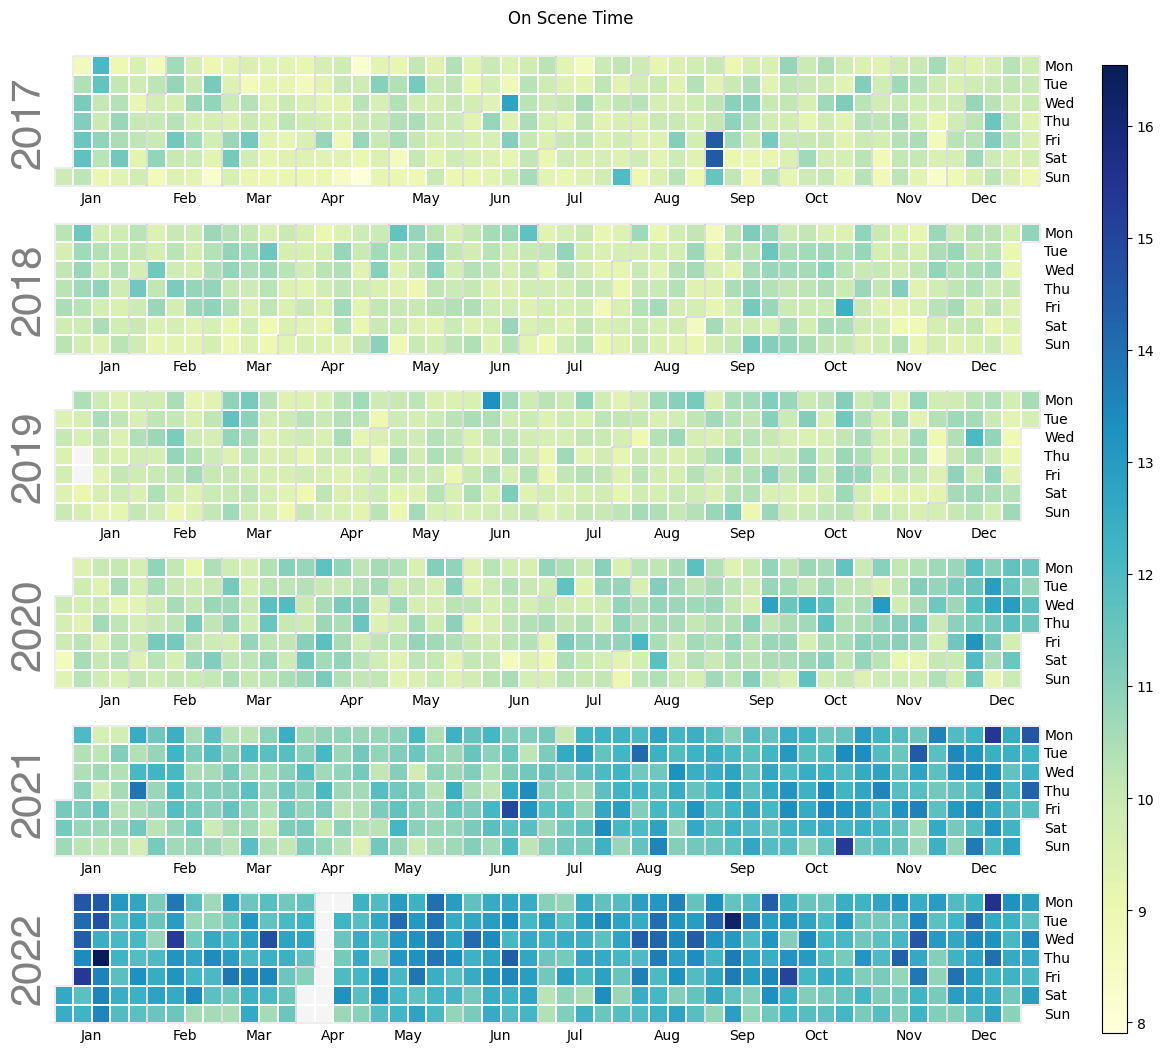 On Scene Time
2017
Mon
Tue
Wed
Thu
Fri
Sat
Sun
Jan Feb Mar Apr May Jun Jul Aug Sep Oct Nov Dec
2018
Mon
Tue
Wed
Thu
Fri
Sat
Sun
Jan Feb Mar Apr May Jun Jul Aug Sep Oct Nov Dec
2019
Mon
Tue
Wed
Thu
Fri
Sat
Sun
Jan Feb Mar Apr May Jun Jul Aug Sep Oct Nov Dec
2020
Mon
Tue
Wed
Thu
Fri
Sat
Sun
Jan Feb Mar Apr May Jun Jul Aug Sep Oct Nov Dec
2021
Mon
Tue
Wed
Thu
Fri
Sat
Sun
Jan Feb Mar Apr May Jun Jul Aug Sep Oct Nov Dec
2022
Mon
Tue
Wed
Thu
Fri
Sat
Sun
Jan Feb Mar Apr May Jun Jul Aug Sep Oct Nov Dec
16
15
14
13
12
11
10
9
8